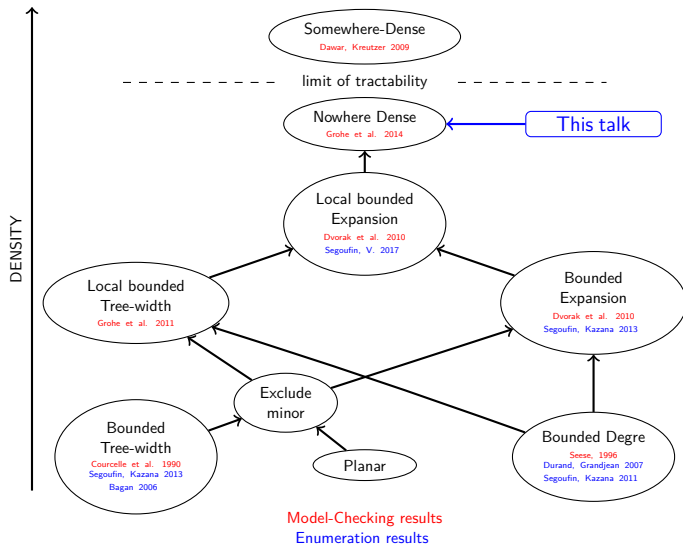 Somewhere-Dense
Dawar, Kreutzer 2009
limit of tractability
Nowhere Dense
Grohe et al. 2014
This talk
DENSITY
Local bounded
Expansion
Dvorak et al. 2010
Segoufin, V. 2017
Local bounded
Tree-width
Grohe et al. 2011
Bounded
Expansion
Dvorak et al. 2010
Segoufin, Kazana 2013
Exclude
minor
Bounded
Tree-width
Courcelle et al. 1990
Segoufin, Kazana 2013
Bagan 2006
Planar
Bounded Degre
Seese, 1996
Durand, Grandjean 2007
Segoufin, Kazana 2011
Model-Checking results
Enumeration results